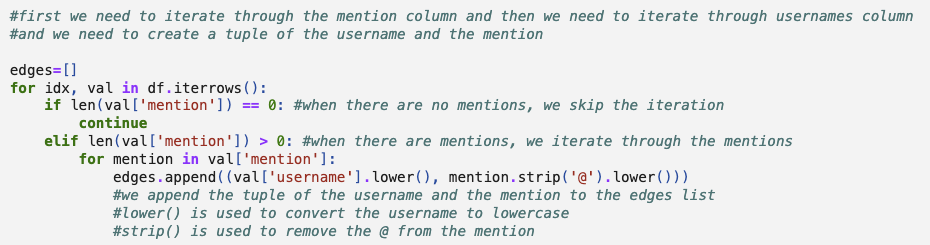 #first we need to iterate through the mention column and then we need to iterate through usernames column
#and we need to create a tuple of the username and the mention

edges=[]
for idx, val in df.iterrows():
    if len(val['mention']) == 0: #when there are no mentions, we skip the iteration
        continue
    elif len(val['mention']) > 0: #when there are mentions, we iterate through the mentions
        for mention in val['mention']:
            edges.append((val['username'].lower(), mention.strip('@').lower()))
            #we append the tuple of the username and the mention to the edges list
            #lower() is used to convert the username to lowercase
            #strip() is used to remove the @ from the mention